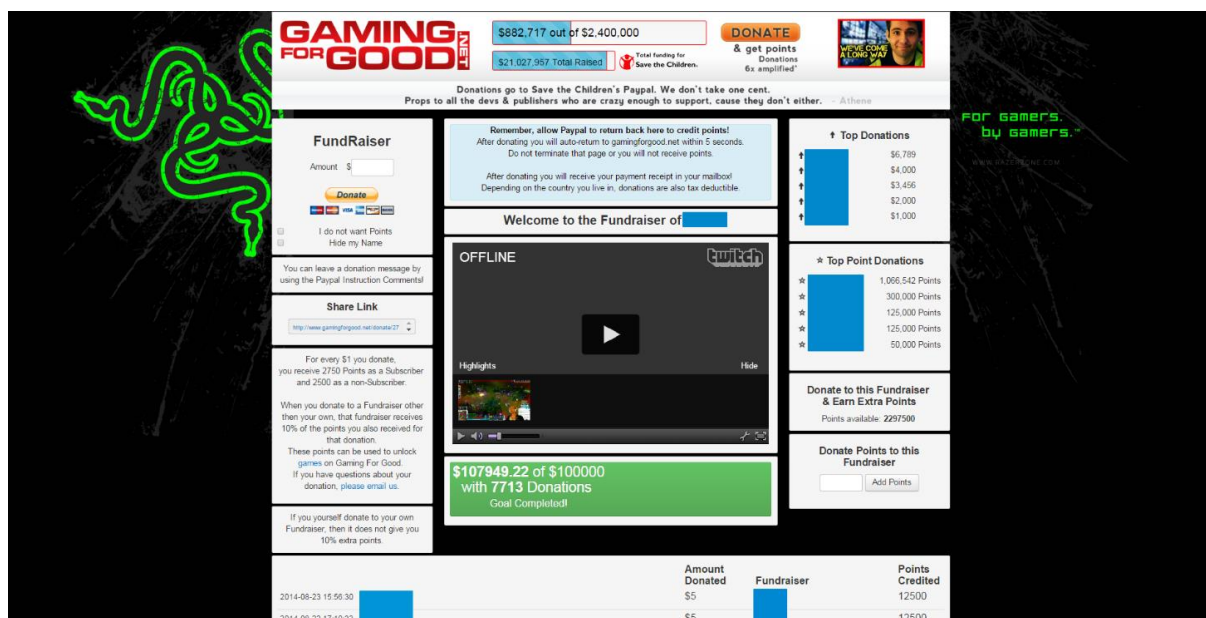 GAMING
FOR GOOD .NET
$882,717 out of $2,400,000
$21,027,957 Total Raised
Total funding for
Save the Children.
DONATE
& get points
Donations
6x amplified*
WE'VE COME
A LONG WAY
Donations go to Save the Children's Paypal. We don't take one cent.
Props to all the devs & publishers who are crazy enough to support, cause they don't either. - Athene
FundRaiser
Amount $
Donate
VISA
I do not want Points
Hide my Name
You can leave a donation message by
using the Paypal Instruction Comments!
Share Link
http://www.gamingforgood.net/donate/27
For every $1 you donate,
you receive 2750 Points as a Subscriber
and 2500 as a non-Subscriber.
When you donate to a Fundraiser other
then your own, that fundraiser receives
10% of the points you also received for
that donation.
These points can be used to unlock
games on Gaming For Good.
If you have questions about your
donation, please email us.
If you yourself donate to your own
Fundraiser, then it does not give you
10% extra points.
Remember, allow Paypal to return back here to credit points!
After donating you will auto-return to gamingforgood.net within 5 seconds.
Do not terminate that page or you will not receive points.
After donating you will receive your payment receipt in your mailbox!
Depending on the country you live in, donations are also tax deductible.
Welcome to the Fundraiser of
OFFLINE
twitch
Highlights
Hide
$107949.22 of $100000
with 7713 Donations
Goal Completed!
Top Donations
$6,789
$4,000
$3,456
$2,000
$1,000
Top Point Donations
1,066,542 Points
300,000 Points
125,000 Points
125,000 Points
50,000 Points
Donate to this Fundraiser
& Earn Extra Points
Points available: 2297500
Donate Points to this
Fundraiser
Add Points
FOR GAMERS.
BY GAMERS.™
WWW.RAZERZONE.COM
Amount
Donated
Fundraiser
Points
Credited
2014-08-23 15:56:30
$5
12500
$5
12500